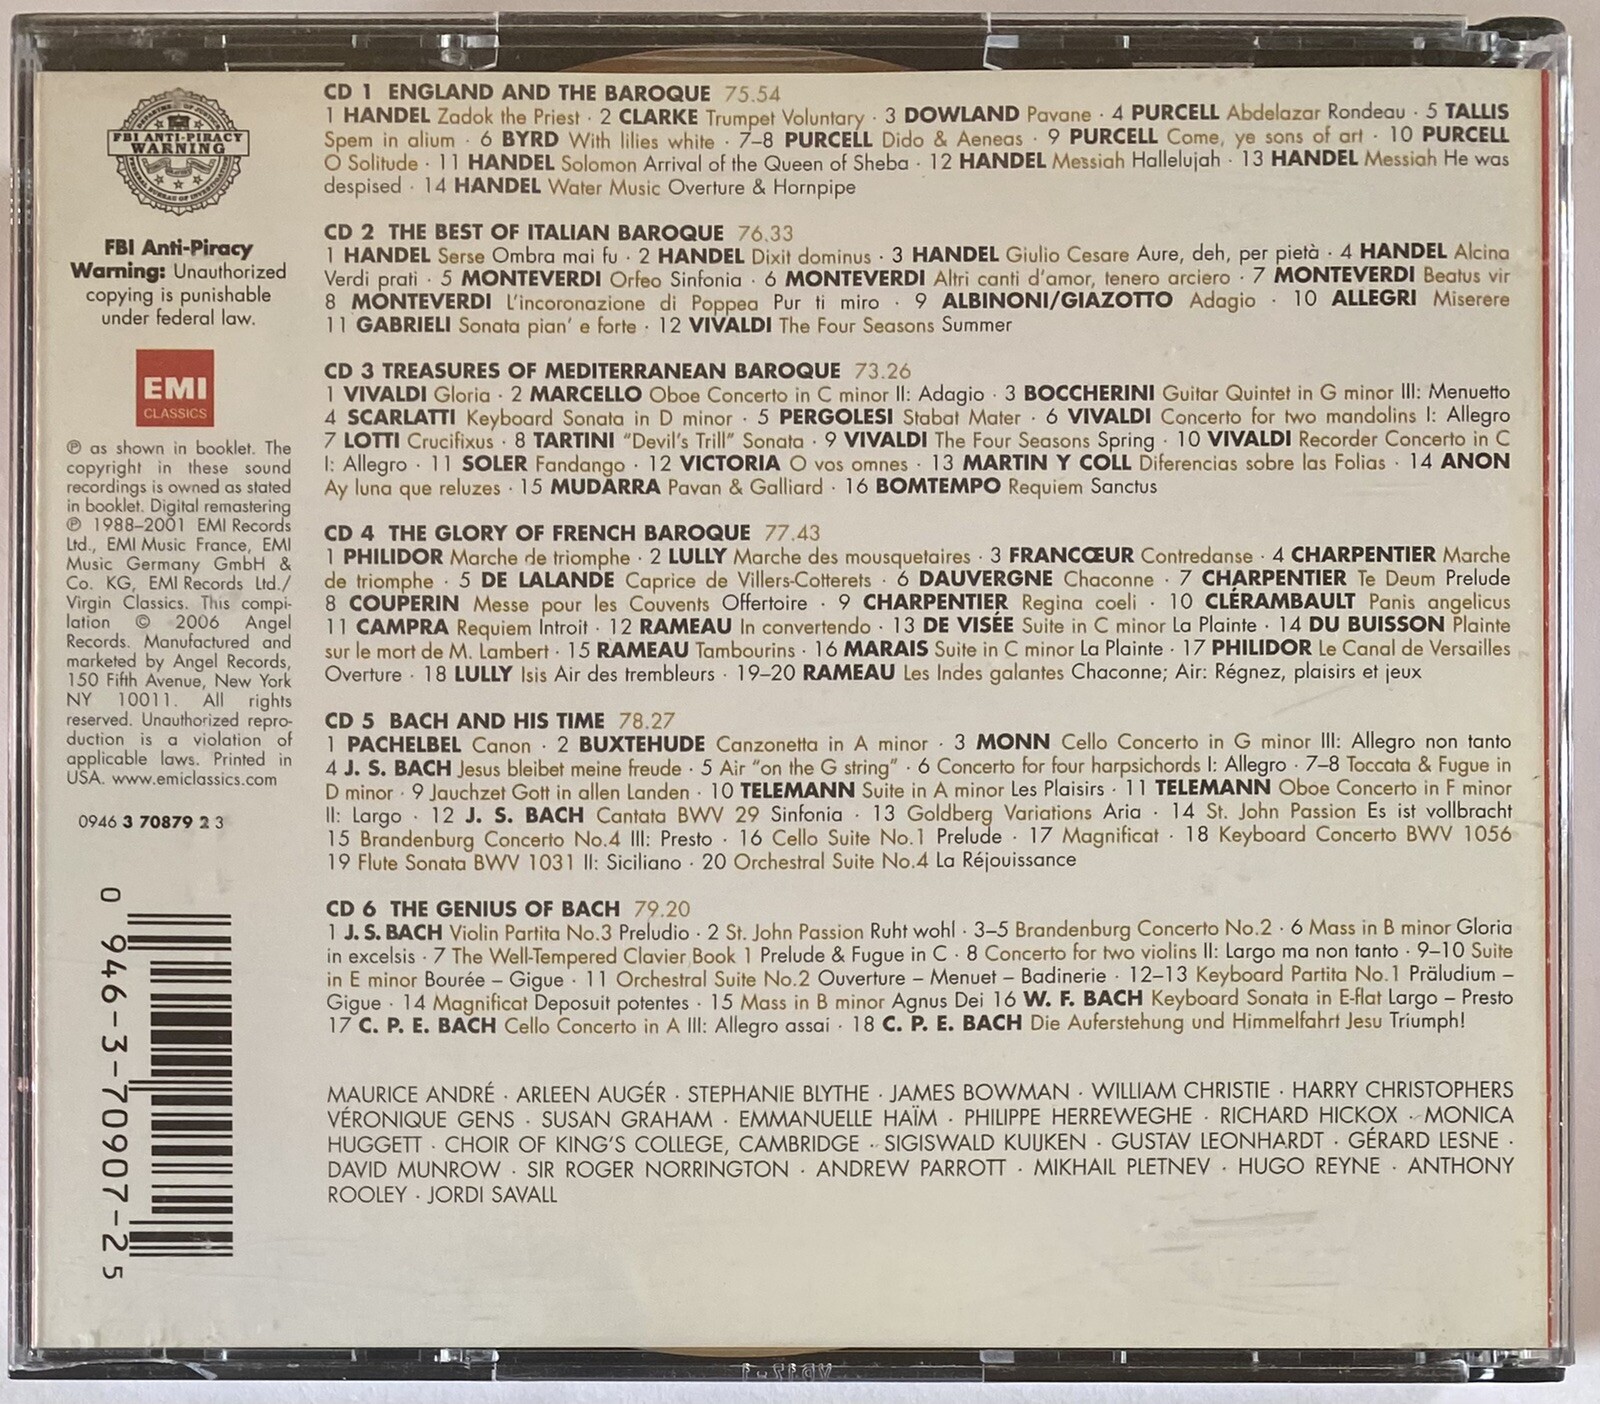 CD 1 ENGLAND AND THE BAROQUE 75.54
1 HANDEL Zadok the Priest · 2 CLARKE Trumpet Voluntary · 3 DOWLAND Pavane · 4 PURCELL Abdelazar Rondeau · 5 TALLIS
Spem in alium · 6 BYRD With lilies white · 7–8 PURCELL Dido & Aeneas · 9 PURCELL Come, ye sons of art · 10 PURCELL
O Solitude · 11 HANDEL Solomon Arrival of the Queen of Sheba · 12 HANDEL Messiah Hallelujah · 13 HANDEL Messiah He was
despised · 14 HANDEL Water Music Overture & Hornpipe
CD 2 THE BEST OF ITALIAN BAROQUE 76.33
1 HANDEL Serse Ombra mai fu · 2 HANDEL Dixit dominus · 3 HANDEL Giulio Cesare Aure, deh, per pietà · 4 HANDEL Alcina
Verdi prati · 5 MONTEVERDI Orfeo Sinfonia · 6 MONTEVERDI Altri canti d'amor, tenero arciero · 7 MONTEVERDI Beatus vir
8 MONTEVERDI L'incoronazione di Poppea Pur ti miro · 9 ALBINONI/GIAZOTTO Adagio · 10 ALLEGRI Miserere
11 GABRIELI Sonata pian' e forte · 12 VIVALDI The Four Seasons Summer
CD 3 TREASURES OF MEDITERRANEAN BAROQUE 73.26
1 VIVALDI Gloria · 2 MARCELLO Oboe Concerto in C minor II: Adagio · 3 BOCCHERINI Guitar Quintet in G minor III: Menuetto
4 SCARLATTI Keyboard Sonata in D minor · 5 PERGOLESI Stabat Mater · 6 VIVALDI Concerto for two mandolins I: Allegro
7 LOTTI Crucifixus · 8 TARTINI "Devil's Trill" Sonata · 9 VIVALDI The Four Seasons Spring · 10 VIVALDI Recorder Concerto in C
I: Allegro · 11 SOLER Fandango · 12 VICTORIA O vos omnes · 13 MARTIN Y COLL Diferencias sobre las Folias · 14 ANON
Ay luna que reluzes · 15 MUDARRA Pavan & Galliard · 16 BOMTEMPO Requiem Sanctus
CD 4 THE GLORY OF FRENCH BAROQUE 77.43
1 PHILIDOR Marche de triomphe · 2 LULLY Marche des mousquetaires · 3 FRANCŒUR Contredanse · 4 CHARPENTIER Marche
de triomphe · 5 DE LALANDE Caprice de Villers-Cotterets · 6 DAUVERGNE Chaconne · 7 CHARPENTIER Te Deum Prelude
8 COUPERIN Messe pour les Couvents Offertoire · 9 CHARPENTIER Regina coeli · 10 CLÉRAMBAULT Panis angelicus
11 CAMPRA Requiem Introit · 12 RAMEAU In convertendo · 13 DE VISÉE Suite in C minor La Plainte · 14 DU BUISSON Plainte
sur le mort de M. Lambert · 15 RAMEAU Tambourins · 16 MARAIS Suite in C minor La Plainte · 17 PHILIDOR Le Canal de Versailles
Overture · 18 LULLY Isis Air des trembleurs · 19–20 RAMEAU Les Indes galantes Chaconne; Air: Régnez, plaisirs et jeux
CD 5 BACH AND HIS TIME 78.27
1 PACHELBEL Canon · 2 BUXTEHUDE Canzonetta in A minor · 3 MONN Cello Concerto in G minor III: Allegro non tanto
4 J. S. BACH Jesus bleibet meine freude · 5 Air "on the G string" · 6 Concerto for four harpsichords I: Allegro · 7–8 Toccata & Fugue in
D minor · 9 Jauchzet Gott in allen Landen · 10 TELEMANN Suite in A minor Les Plaisirs · 11 TELEMANN Oboe Concerto in F minor
II: Largo · 12 J. S. BACH Cantata BWV 29 Sinfonia · 13 Goldberg Variations Aria · 14 St. John Passion Es ist vollbracht
15 Brandenburg Concerto No.4 III: Presto · 16 Cello Suite No.1 Prelude · 17 Magnificat · 18 Keyboard Concerto BWV 1056
19 Flute Sonata BWV 1031 II: Siciliano · 20 Orchestral Suite No.4 La Réjouissance
CD 6 THE GENIUS OF BACH 79.20
1 J. S. BACH Violin Partita No.3 Preludio · 2 St. John Passion Ruht wohl · 3–5 Brandenburg Concerto No.2 · 6 Mass in B minor Gloria
in excelsis · 7 The Well-Tempered Clavier Book 1 Prelude & Fugue in C · 8 Concerto for two violins II: Largo ma non tanto · 9–10 Suite
in E minor Bourée – Gigue · 11 Orchestral Suite No.2 Ouverture – Menuet – Badinerie · 12–13 Keyboard Partita No.1 Präludium –
Gigue · 14 Magnificat Deposuit potentes · 15 Mass in B minor Agnus Dei 16 W. F. BACH Keyboard Sonata in E-flat Largo – Presto
17 C. P. E. BACH Cello Concerto in A III: Allegro assai · 18 C. P. E. BACH Die Auferstehung und Himmelfahrt Jesu Triumph!
MAURICE ANDRÉ · ARLEEN AUGÉR · STEPHANIE BLYTHE · JAMES BOWMAN · WILLIAM CHRISTIE · HARRY CHRISTOPHERS
VÉRONIQUE GENS · SUSAN GRAHAM · EMMANUELLE HAÏM · PHILIPPE HERREWEGHE · RICHARD HICKOX · MONICA
HUGGETT · CHOIR OF KING'S COLLEGE, CAMBRIDGE · SIGISWALD KUIJKEN · GUSTAV LEONHARDT · GÉRARD LESNE ·
DAVID MUNROW · SIR ROGER NORRINGTON · ANDREW PARROTT · MIKHAIL PLETNEV · HUGO REYNE · ANTHONY
ROOLEY · JORDI SAVALL
FBI ANTI-PIRACY
WARNING
FBI Anti-Piracy
Warning: Unauthorized
copying is punishable
under federal law.
EMI
CLASSICS
℗ as shown in booklet. The
copyright in these sound
recordings is owned as stated
in booklet. Digital remastering
℗ 1988–2001 EMI Records
Ltd., EMI Music France, EMI
Music Germany GmbH &
Co. KG, EMI Records Ltd./
Virgin Classics. This compi-
lation © 2006 Angel
Records. Manufactured and
marketed by Angel Records,
150 Fifth Avenue, New York
NY 10011. All rights
reserved. Unauthorized repro-
duction is a violation of
applicable laws. Printed in
USA. www.emiclassics.com
0946 3 70879 2 3
0 946-3-70907-2 5